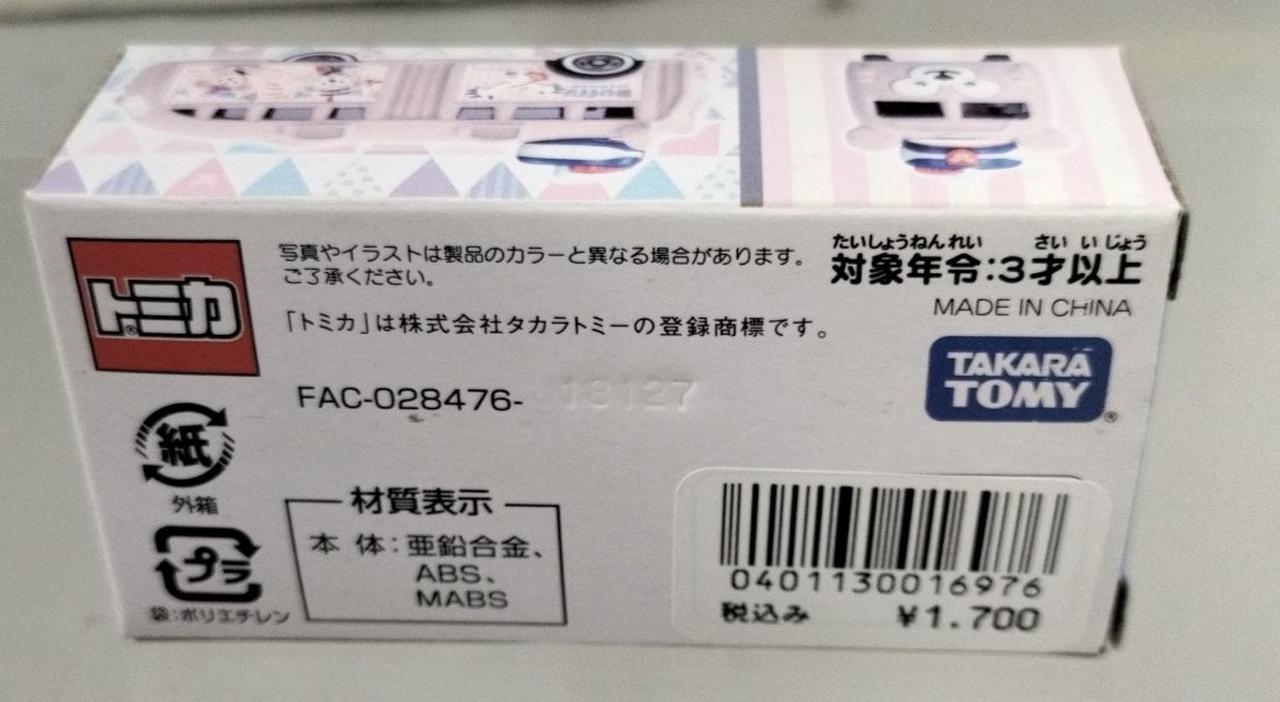 トミカ®
写真やイラストは製品のカラーと異なる場合があります。
ご了承ください。
「トミカ」は株式会社タカラトミーの登録商標です。
FAC-028476-
たいしょうねんれい さい いじょう
対象年令:3才以上
MADE IN CHINA
TAKARA
TOMY®
紙
外箱
プラ
袋:ポリエチレン
材質表示
本体:亜鉛合金、
ABS、
MABS
0401130016976
税込み ¥1.700